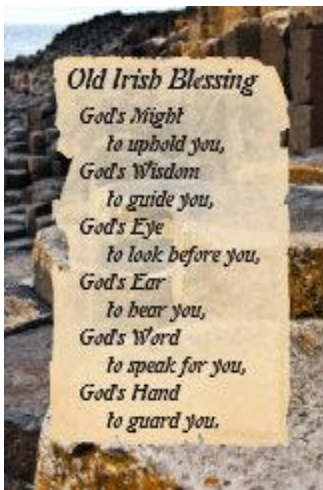 Old Irish Blessing
God's Might
to uphold you,
God's Wisdom
to guide you,
God's Eye
to look before you,
God's Ear
to hear you,
God's Word
to speak for you,
God's Hand
to guard you.